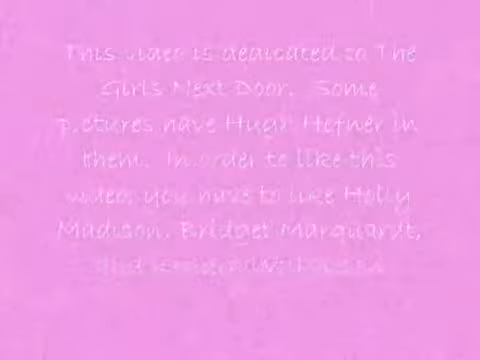 This video is dedicated to The
Girls Next Door. Some
pictures have Hugh Hefner in
them. In order to like this
video you have to like Holly
Madison, Bridget Marquardt,
and